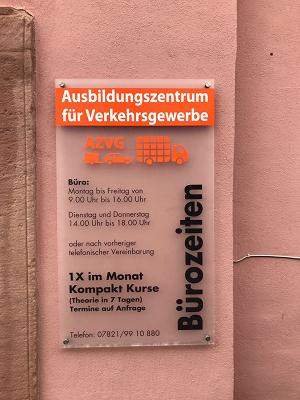 Ausbildungszentrum
für Verkehrsgewerbe
AZVG
Büro:
Montag bis Freitag von
9.00 Uhr bis 16.00 Uhr
Dienstag und Donnerstag
14.00 Uhr bis 18.00 Uhr
oder nach vorheriger
telefonischer Vereinbarung
1X im Monat
Kompakt Kurse
(Theorie in 7 Tagen)
Termine auf Anfrage
Telefon: 07821/99 10 880
Bürozeiten